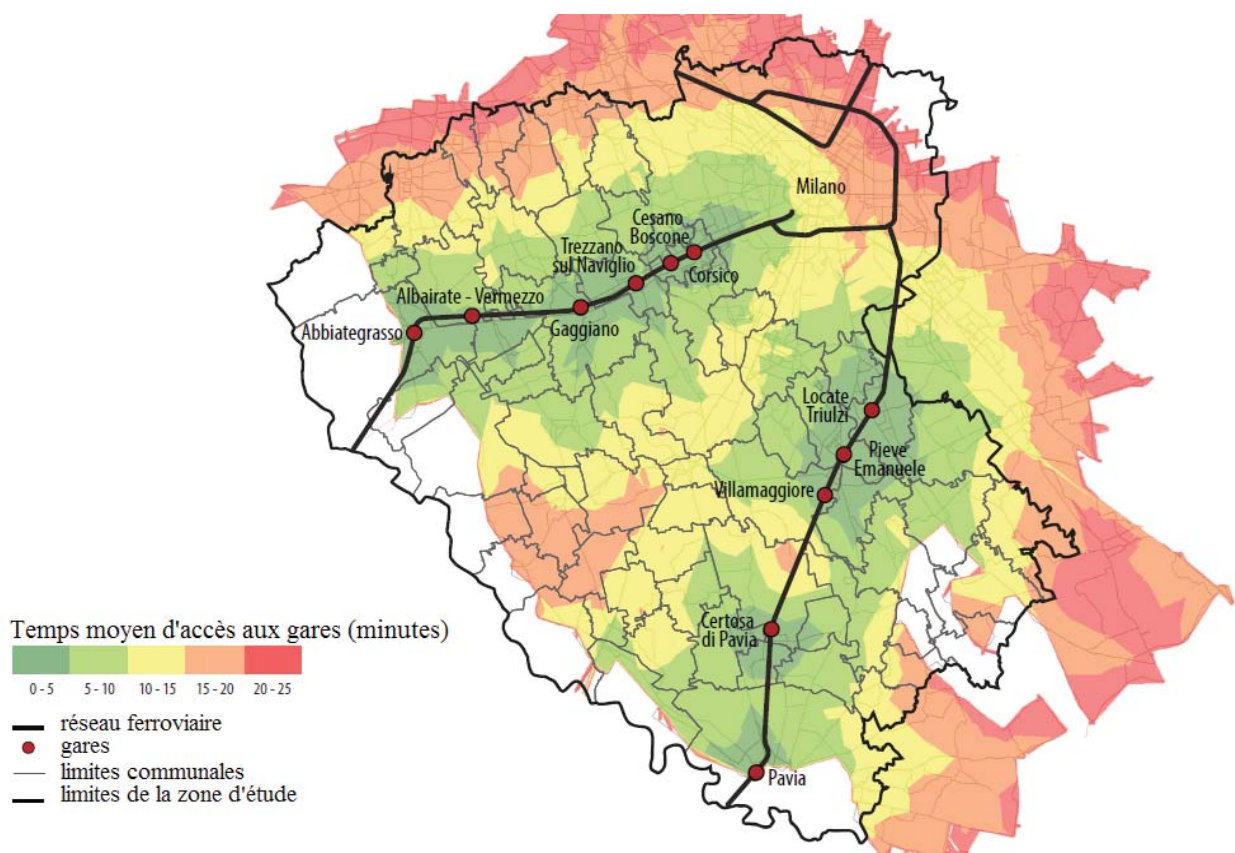 Milano
Cesano
Boscone
Trezzano
sul Naviglio
Corsico
Albairate - Vermezzo
Abbiategrasso
Gaggiano
Locate
Triulzi
Pieve
Emanuele
Villamaggiore
Certosa
di Pavia
Pavia
Temps moyen d'accès aux gares (minutes)
0 - 5 5 - 10 10 - 15 15 - 20 20 - 25
réseau ferroviaire
gares
limites communales
limites de la zone d'étude